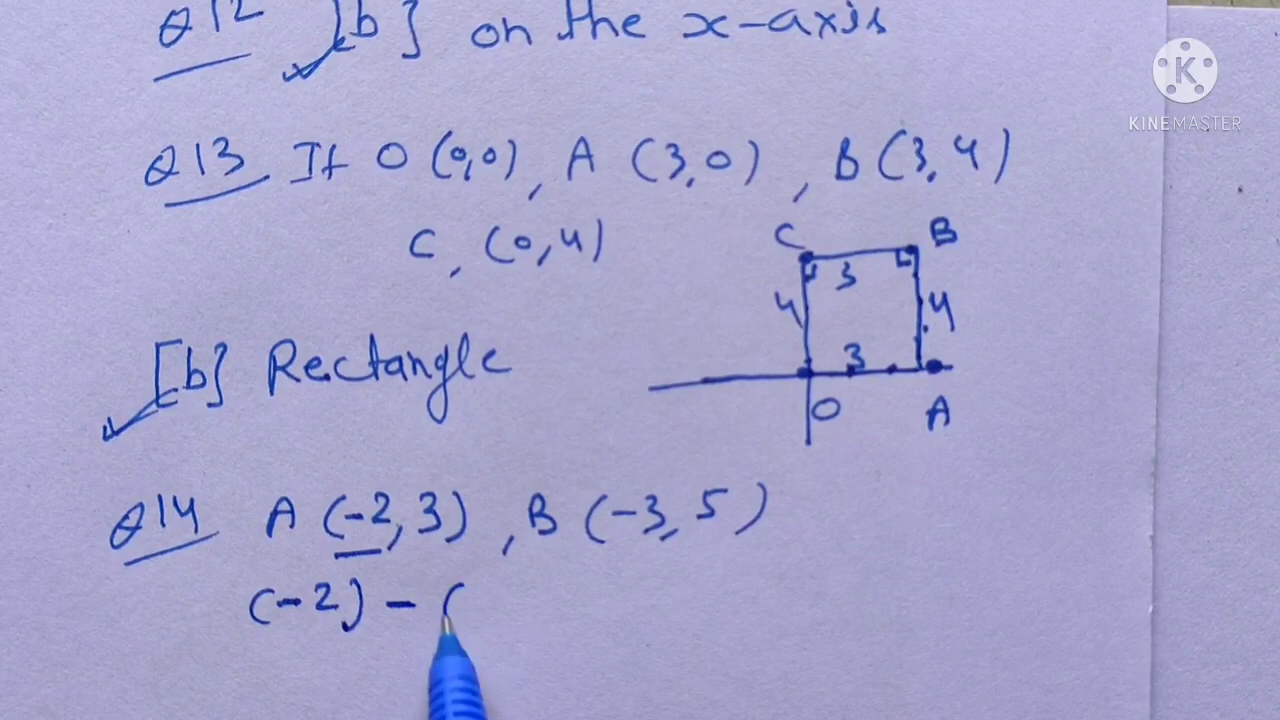 Q12 [b] on the x-axis
K
KINEMASTER
Q13 If O (0,0), A (3,0), B (3,4)
C, (0,4)
C B
3
4 4
3
O A
[b] Rectangle
Q14 A (-2,3), B (-3,5)
(-2) - (